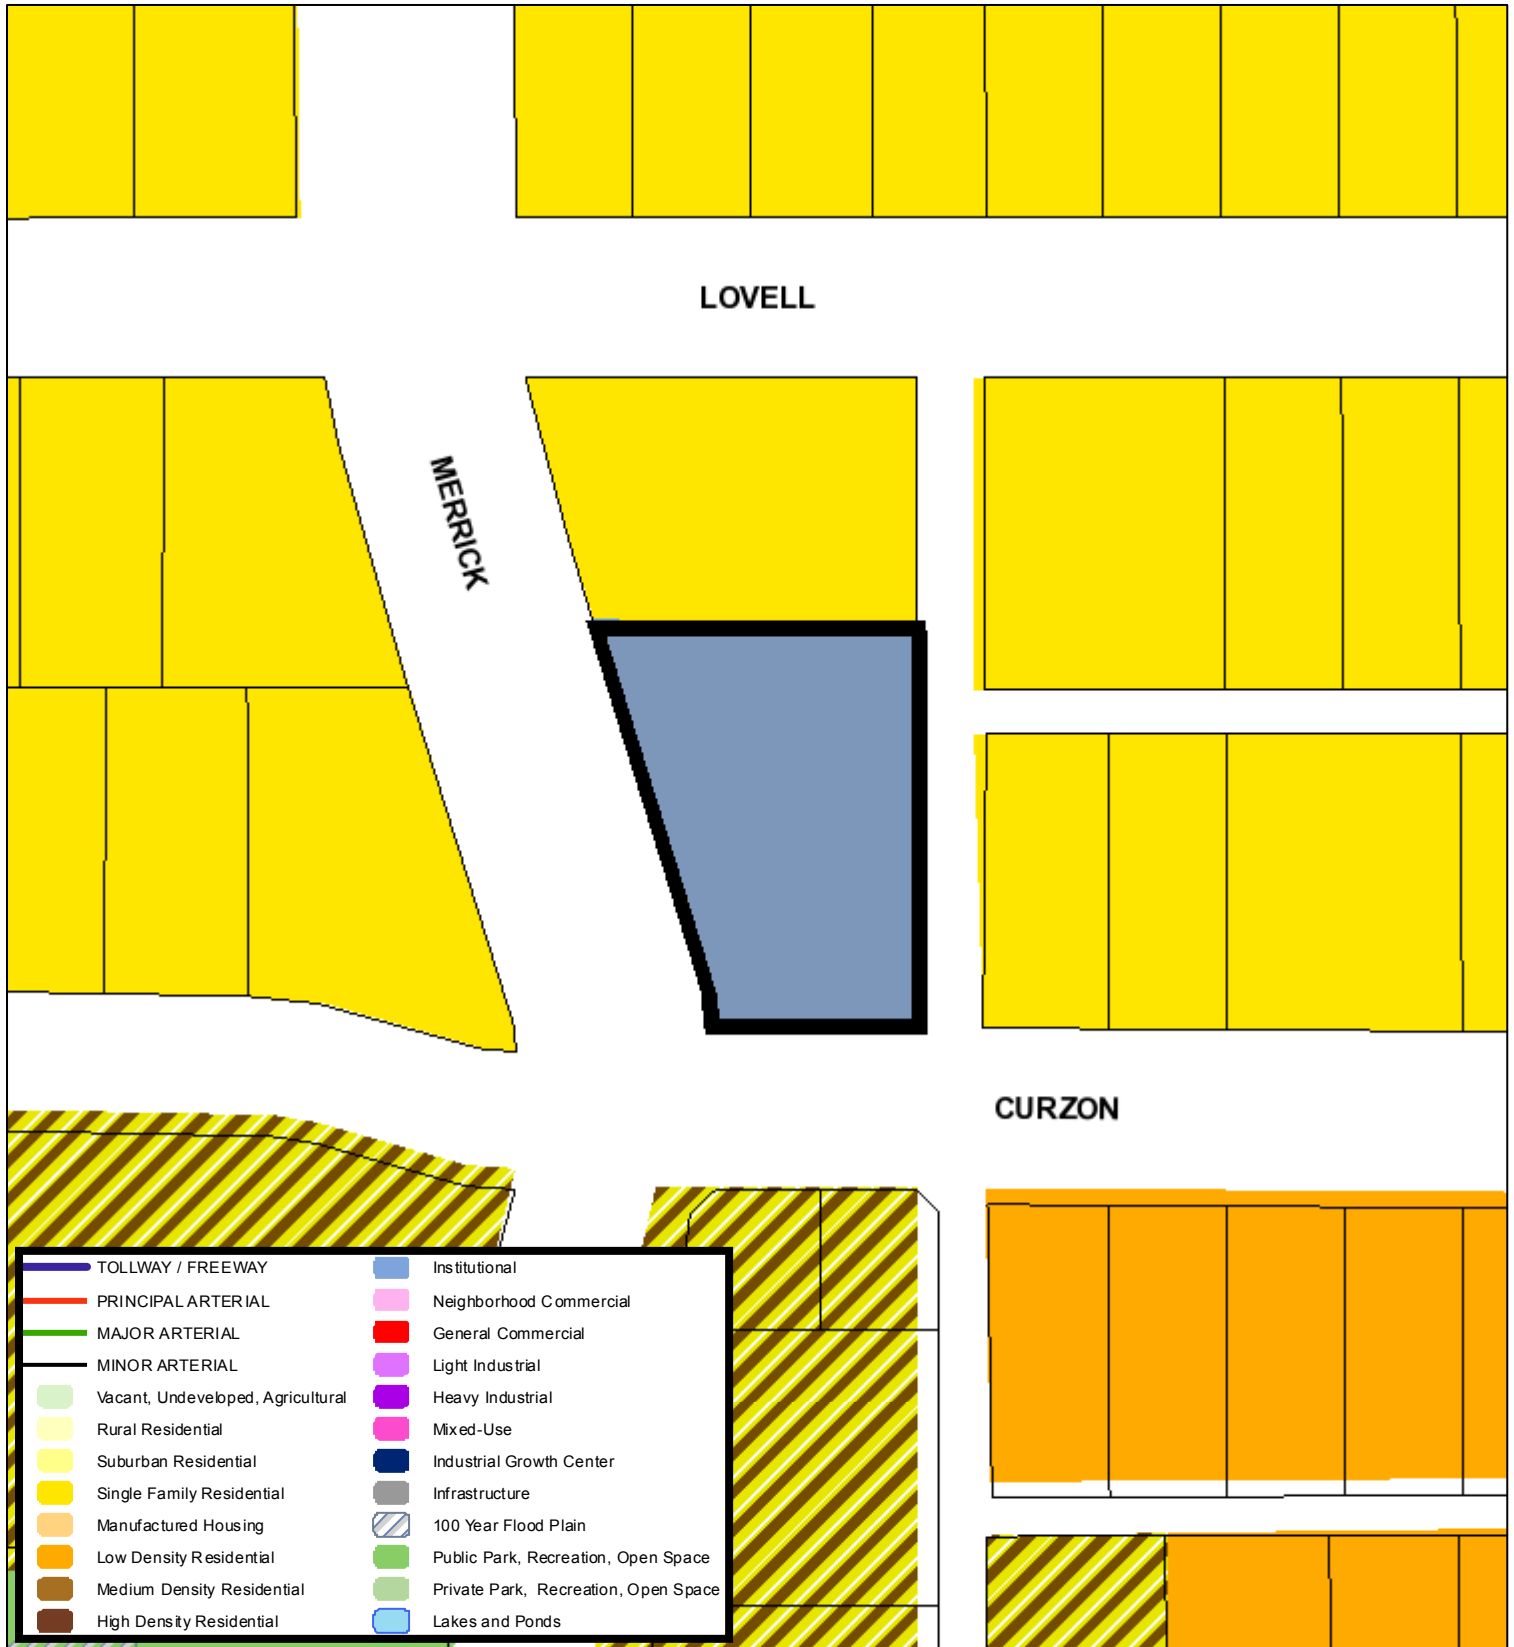 LOVELL
MERRICK
CURZON
TOLLWAY / FREEWAY
PRINCIPAL ARTERIAL
MAJOR ARTERIAL
MINOR ARTERIAL
Vacant, Undeveloped, Agricultural
Rural Residential
Suburban Residential
Single Family Residential
Manufactured Housing
Low Density Residential
Medium Density Residential
High Density Residential
Institutional
Neighborhood Commercial
General Commercial
Light Industrial
Heavy Industrial
Mixed-Use
Industrial Growth Center
Infrastructure
100 Year Flood Plain
Public Park, Recreation, Open Space
Private Park, Recreation, Open Space
Lakes and Ponds